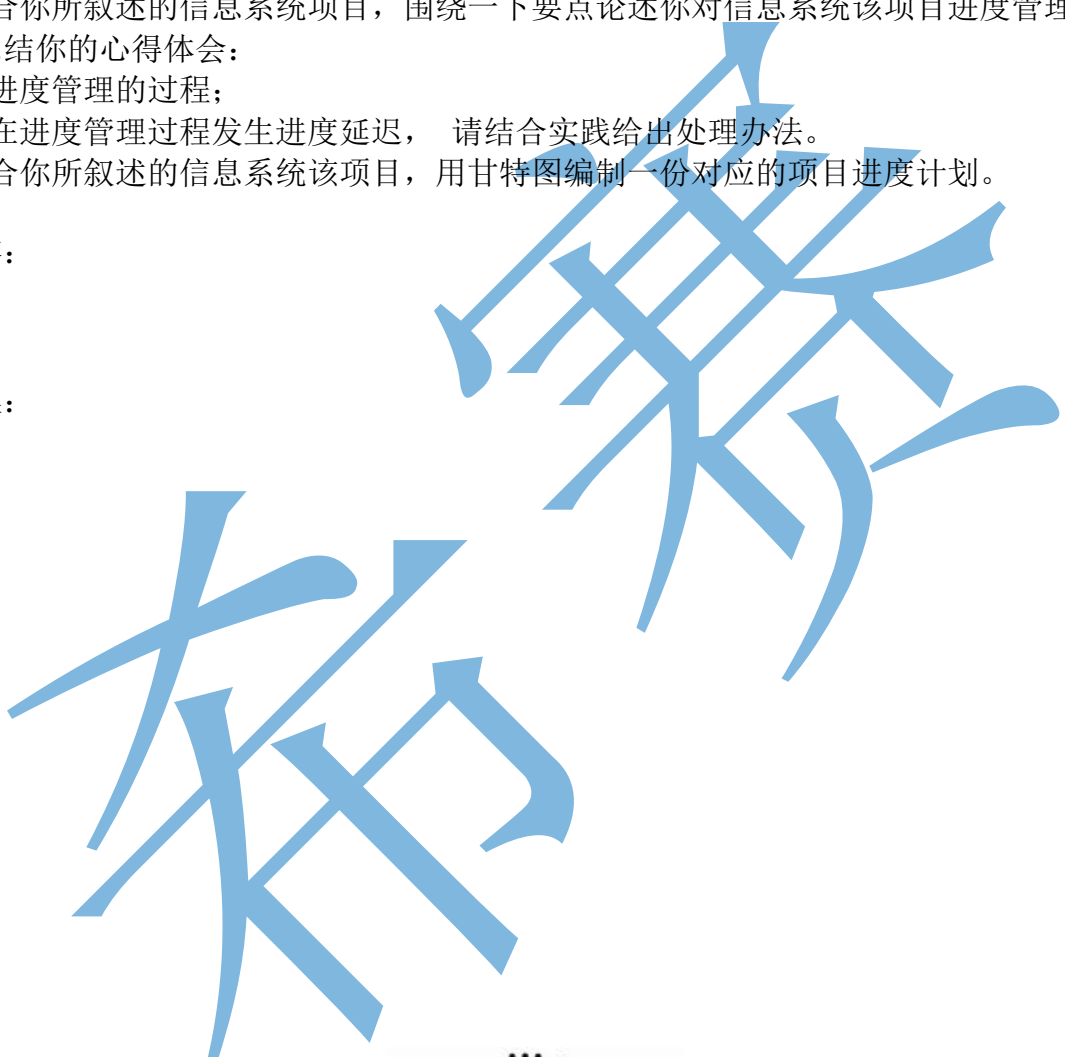 合你所叙述的信息系统项目，围绕一下要点论述你对信息系统该项目进度管理
结你的心得体会：
进度管理的过程；
在进度管理过程发生进度延迟， 请结合实践给出处理办法。
合你所叙述的信息系统该项目，用甘特图编制一份对应的项目进度计划。
：
：
希赛